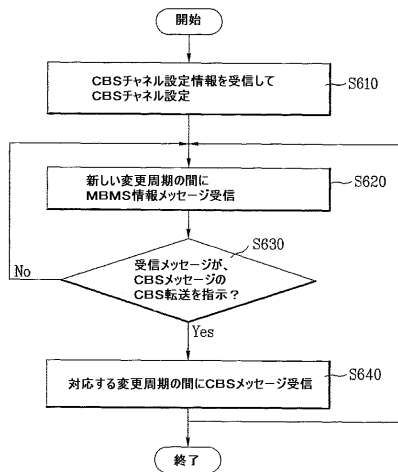 開始
CBSチャネル設定情報を受信して
CBSチャネル設定
S610
新しい変更周期の間に
MBMS情報メッセージ受信
S620
受信メッセージが、
CBSメッセージの
CBS転送を指示？
S630
No
Yes
対応する変更周期の間にCBSメッセージ受信
S640
終了